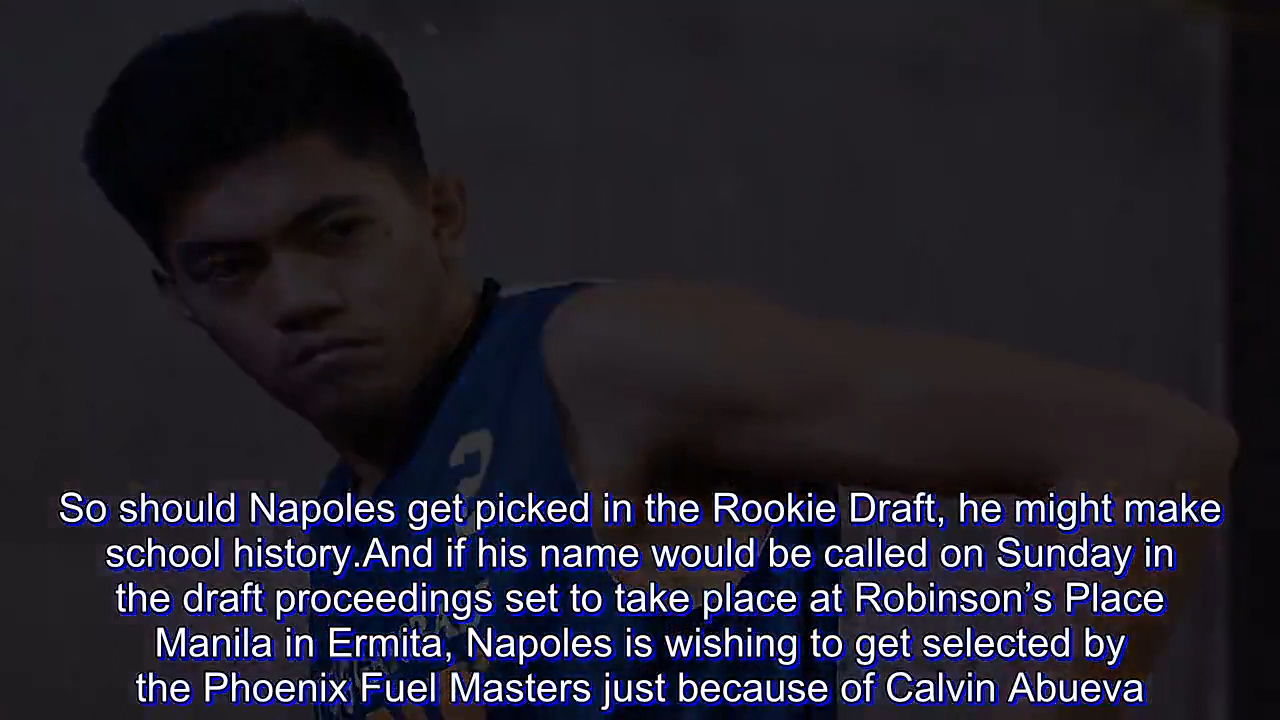 So should Napoles get picked in the Rookie Draft, he might make
school history.And if his name would be called on Sunday in
the draft proceedings set to take place at Robinson’s Place
Manila in Ermita, Napoles is wishing to get selected by
the Phoenix Fuel Masters just because of Calvin Abueva